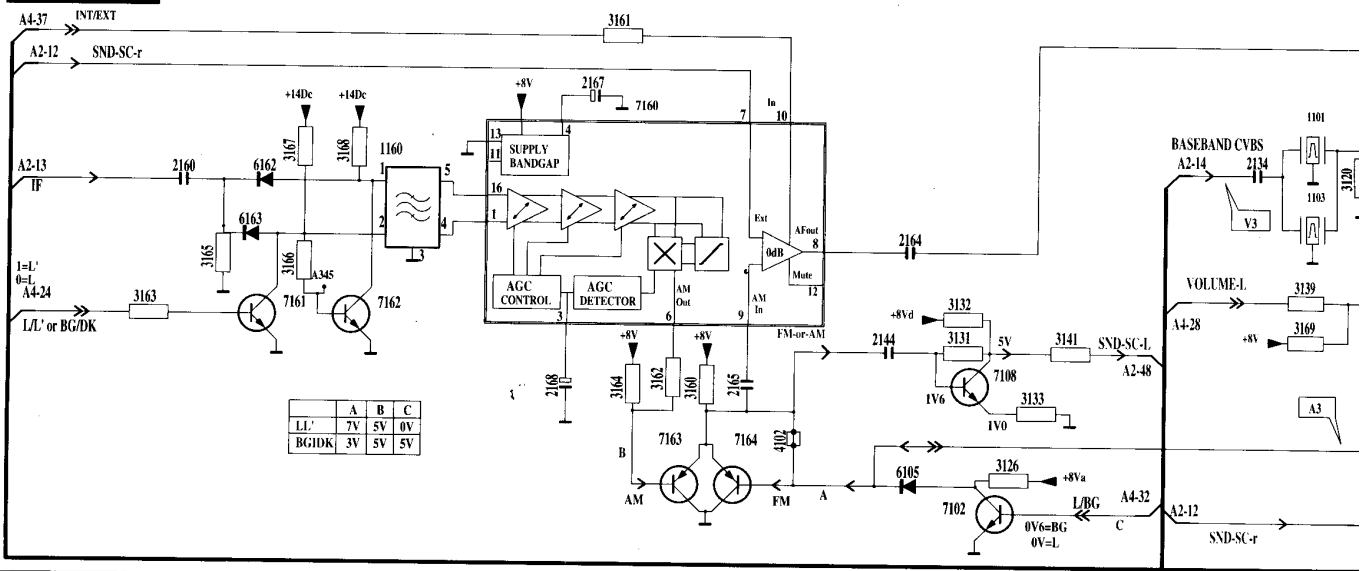 A4-37
INT/EXT
3161
A2-12
SND-SC-r
+14Dc
+14Dc
+8V
2167
7160
In
7
10
1101
3167
3168
1160
13
4
11
SUPPLY
BANDGAP
BASEBAND CVBS
A2-14
2134
3120
A2-13
IF
2160
6162
1
5
16
2
4
1
3
6163
Ext
AFout
8
0dB
Mute
12
2164
1103
V3
3165
3166
A345
1=L'
0=L
A4-24
L/L' or BG/DK
3163
7161
7162
AGC
CONTROL
AGC
DETECTOR
AM
Out
AM
In
3
6
9
FM-or-AM
VOLUME-L
A4-28
3139
+8V
3169
+8V
+8V
2168
3164
3162
3160
2165
+8Vd
3132
2144
3131
5V
3141
SND-SC-L
A2-48
7108
1V6
3133
1V0
A B C
LL' 7V 5V 0V
BGIDK 3V 5V 5V
B
7163
7164
4102
AM
FM
A
6105
3126
+8Va
7102
L/BG
A4-32
C
0V6=BG
0V=L
A2-12
SND-SC-r
A3